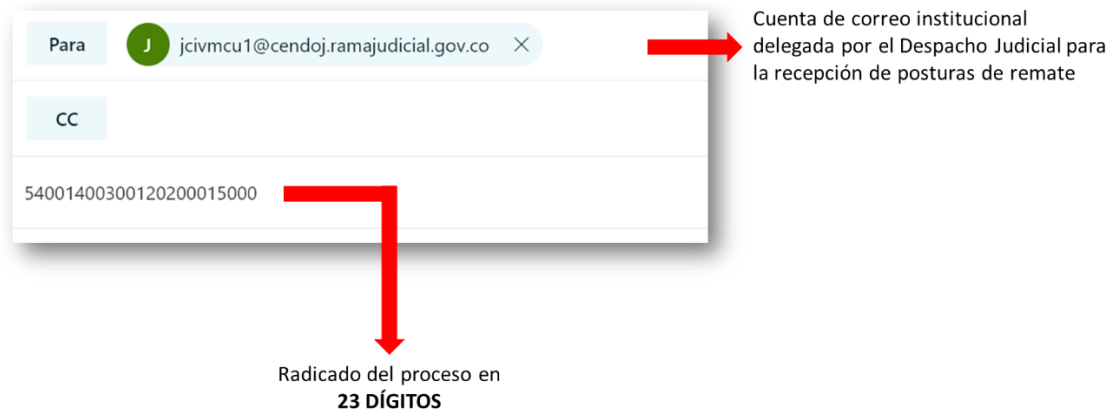 Para
J
jcivmcu1@cendoj.ramajudicial.gov.co
Cuenta de correo institucional
delegada por el Despacho Judicial para
la recepción de posturas de remate
CC
54001400300120200015000
Radicado del proceso en
23 DÍGITOS